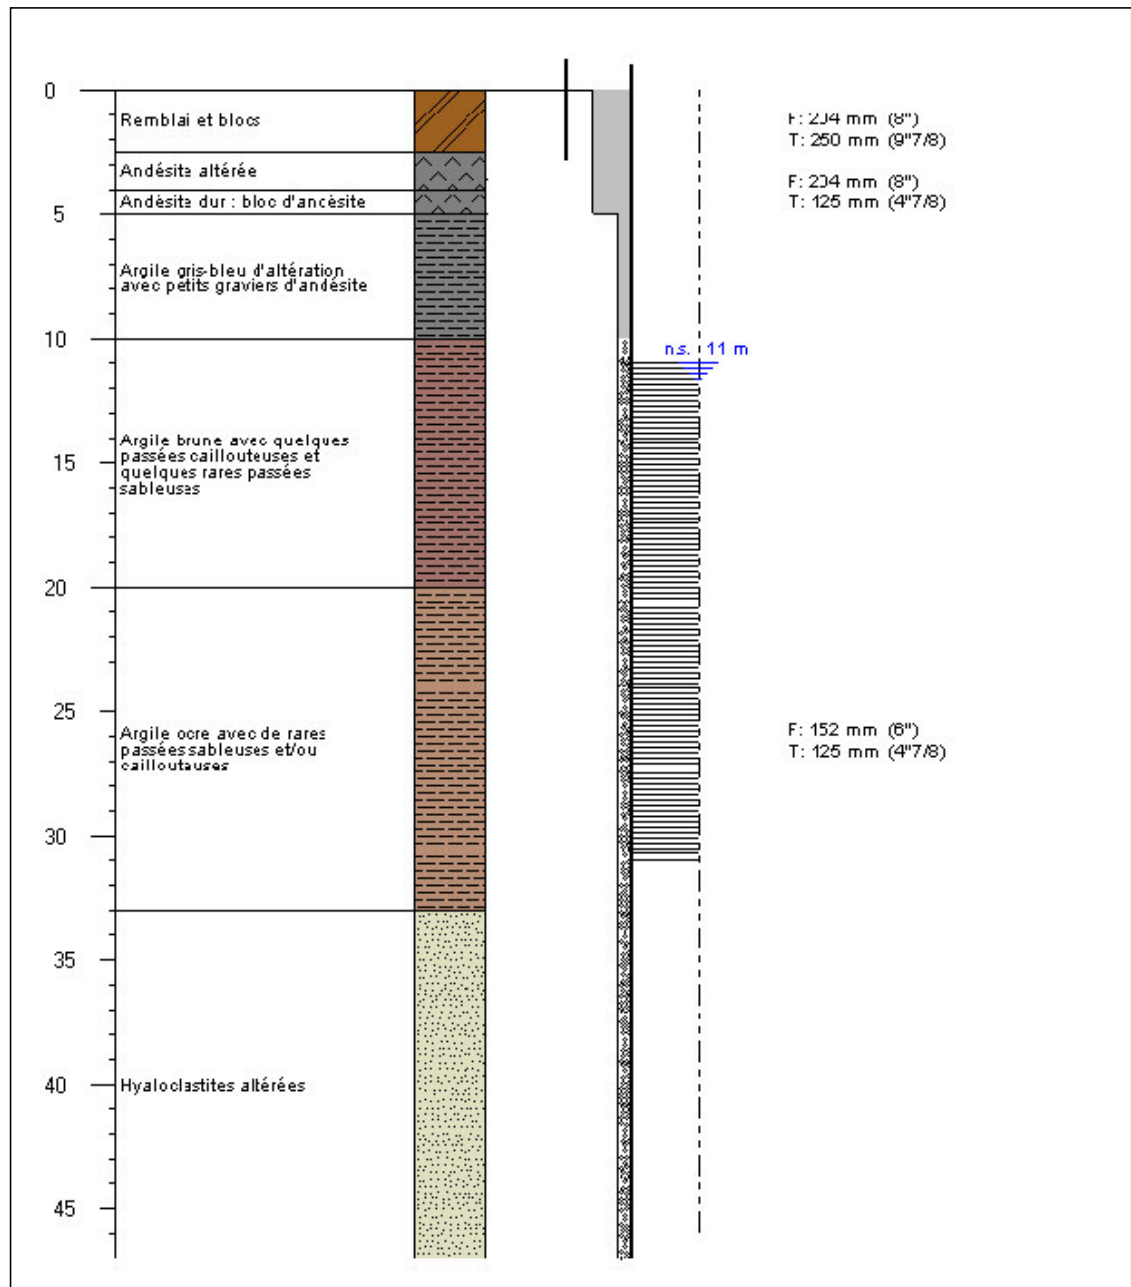 0
Remblai et blocs
F: 204 mm (8")
T: 250 mm (9"7/8)
Andésite altérée
F: 204 mm (8")
T: 125 mm (4"7/8)
Andésite dur : bloc d'andésite
5
Argile gris-bleu d'altération
avec petits graviers d'andésite
10
n.s. 11 m
Argile brune avec quelques
passées caillouteuses et
quelques rares passées
sableuses
15
20
25
Argile ocre avec de rares
passées sableuses et/ou
caillouteuses
F: 152 mm (6")
T: 125 mm (4"7/8)
30
35
40
Hyaloclastites altérées
45